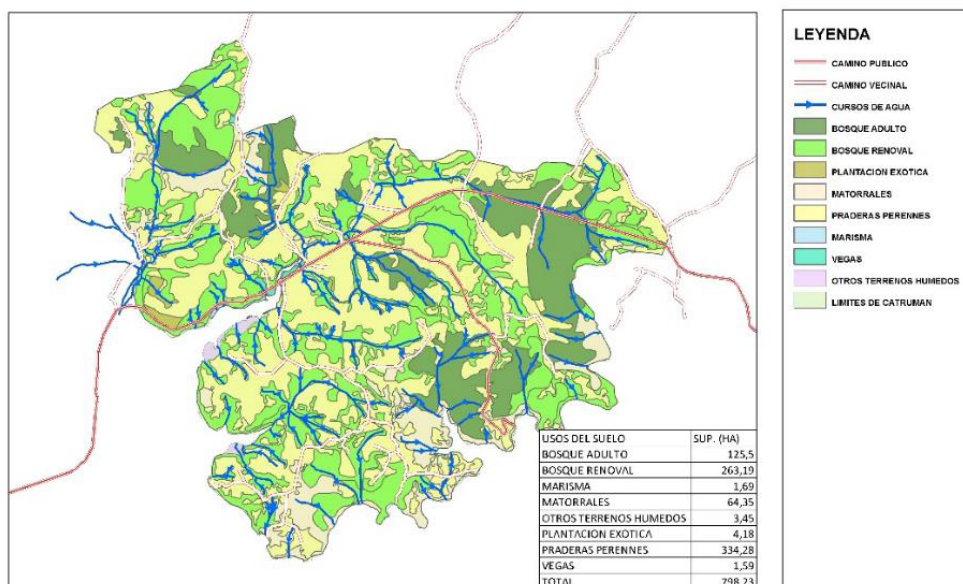 LEYENDA
CAMINO PUBLICO
CAMINO VECINAL
CURSOS DE AGUA
BOSQUE ADULTO
BOSQUE RENOVAL
PLANTACION EXOTICA
MATORRALES
PRADERAS PERENNES
MARISMA
VEGAS
OTROS TERRENOS HUMEDOS
LIMITES DE CATRUMAN
USOS DEL SUELO SUP. (HA)
BOSQUE ADULTO 125,5
BOSQUE RENOVAL 263,19
MARISMA 1,69
MATORRALES 64,35
OTROS TERRENOS HUMEDOS 3,45
PLANTACION EXOTICA 4,18
PRADERAS PERENNES 334,28
VEGAS 1,59
TOTAL 798,23